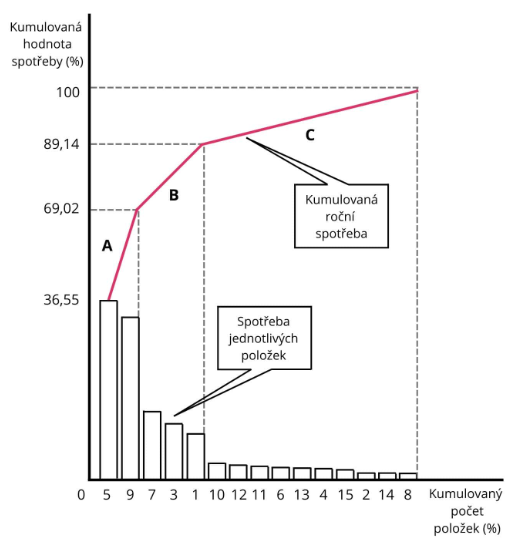 Kumulovaná
hodnota
spotřeby (%)
100
89,14
C
B
Kumulovaná
roční
spotřeba
69,02
A
36,55
Spotřeba
jednotlivých
položek
0 5 9 7 3 1 10 12 11 6 13 4 15 2 14 8
Kumulovaný
počet
položek (%)